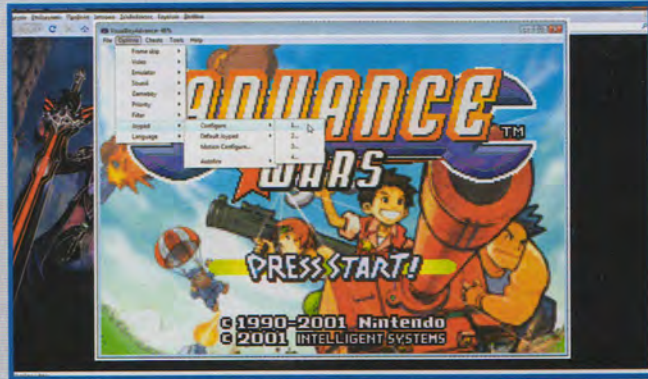 VisualBoyAdvance- 46%
File Options Cheats Tools Help
Frame skip
Video
Emulator
Sound
Gameboy
Priority
Filter
Joypad
Configure
1...
Language
Default Joypad
2...
Motion Configure...
3...
Autofire
4...
ADVANCE
TM
WARS
PRESS START!
© 1990-2001 Nintendo
© 2001 INTELLIGENT SYSTEMS